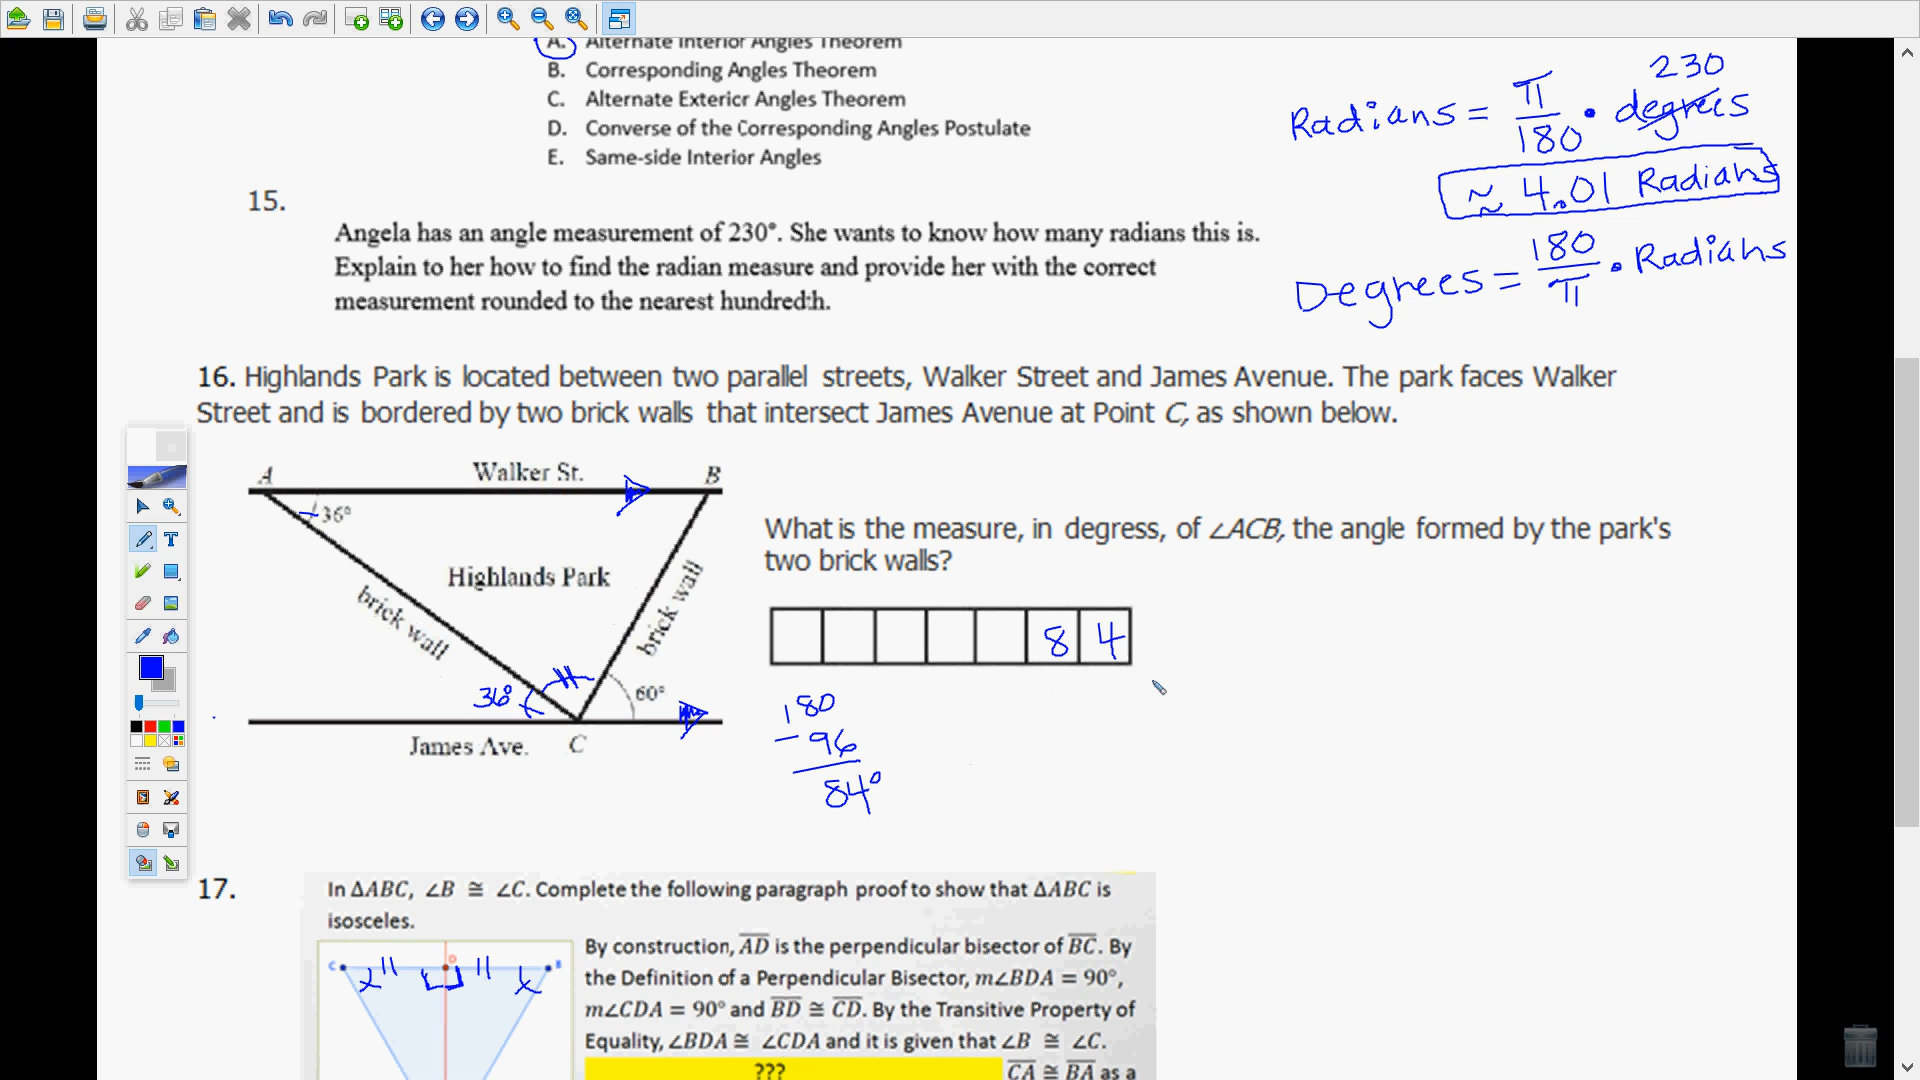 A. Alternate Interior Angles Theorem
B. Corresponding Angles Theorem
C. Alternate Exterior Angles Theorem
D. Converse of the Corresponding Angles Postulate
E. Same-side Interior Angles
230
Radians = π/180 · degrees
≈ 4.01 Radians
Degrees = 180/π · Radians
15.
Angela has an angle measurement of 230°. She wants to know how many radians this is.
Explain to her how to find the radian measure and provide her with the correct
measurement rounded to the nearest hundredth.
16. Highlands Park is located between two parallel streets, Walker Street and James Avenue. The park faces Walker
Street and is bordered by two brick walls that intersect James Avenue at Point C, as shown below.
A Walker St. B
36°
Highlands Park
brick wall
brick wall
36° 60°
James Ave. C
What is the measure, in degress, of ∠ACB, the angle formed by the park's
two brick walls?
8 4
180
- 96
84°
17.
In ΔABC, ∠B ≅ ∠C. Complete the following paragraph proof to show that ΔABC is
isosceles.
C D B
By construction, A̅D̅ is the perpendicular bisector of B̅C̅. By
the Definition of a Perpendicular Bisector, m∠BDA = 90°,
m∠CDA = 90° and B̅D̅ ≅ C̅D̅. By the Transitive Property of
Equality, ∠BDA ≅ ∠CDA and it is given that ∠B ≅ ∠C.
??? C̅A̅ ≅ B̅A̅ as a